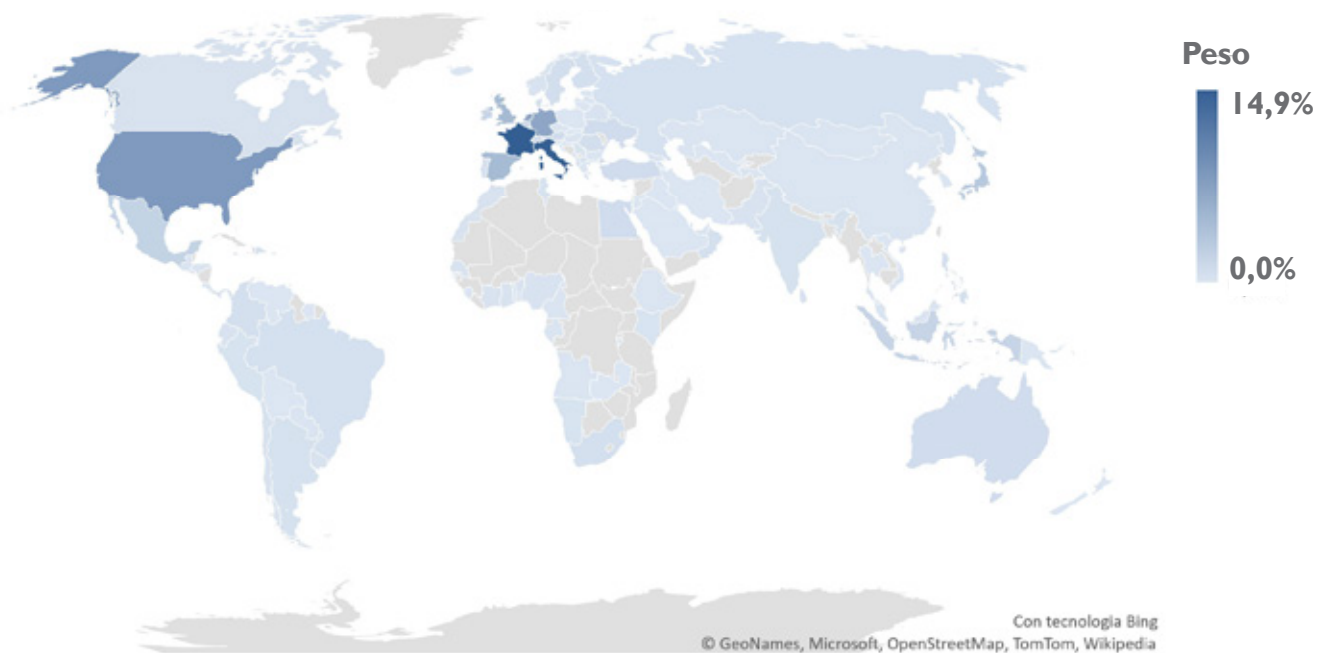 Peso
14,9%
0,0%
Con tecnologia Bing
© GeoNames, Microsoft, OpenStreetMap, TomTom, Wikipedia